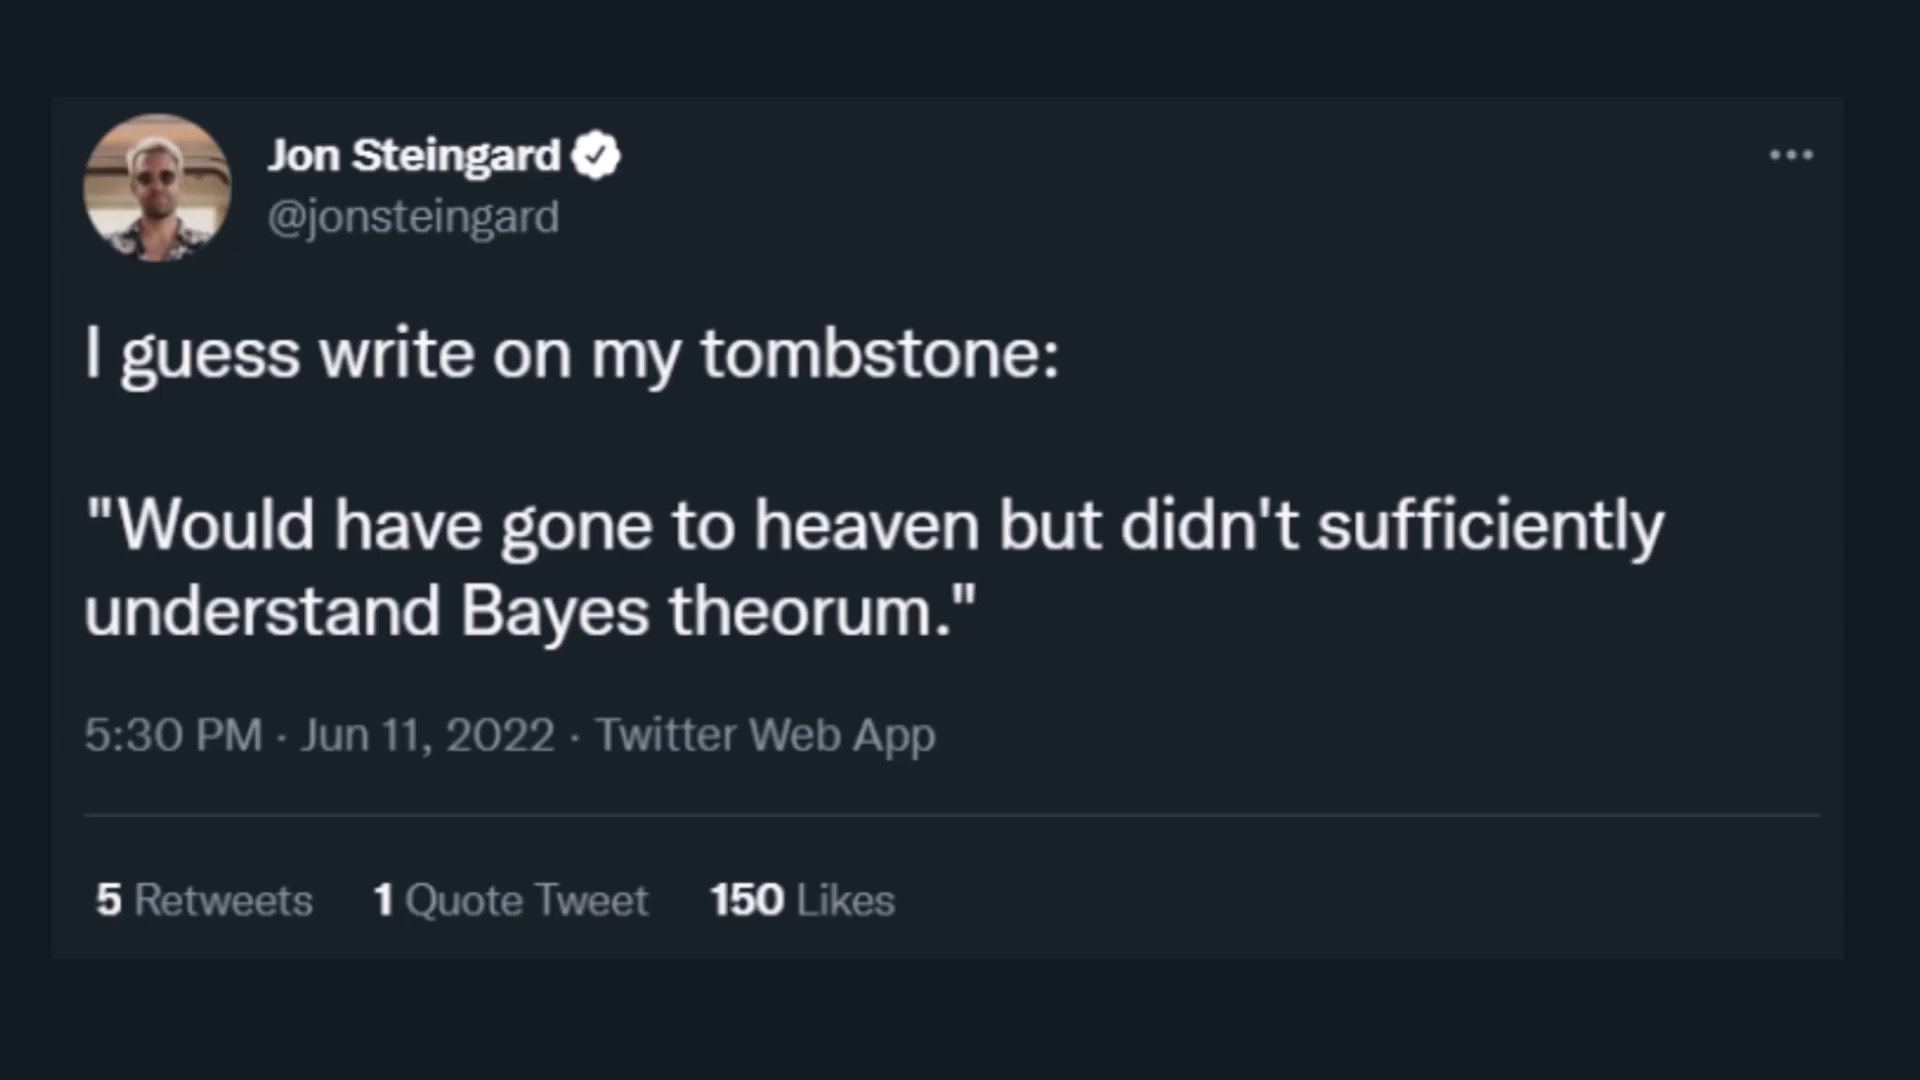 Jon Steingard
@jonsteingard
I guess write on my tombstone:
"Would have gone to heaven but didn't sufficiently
understand Bayes theorum."
5:30 PM · Jun 11, 2022 · Twitter Web App
5 Retweets 1 Quote Tweet 150 Likes